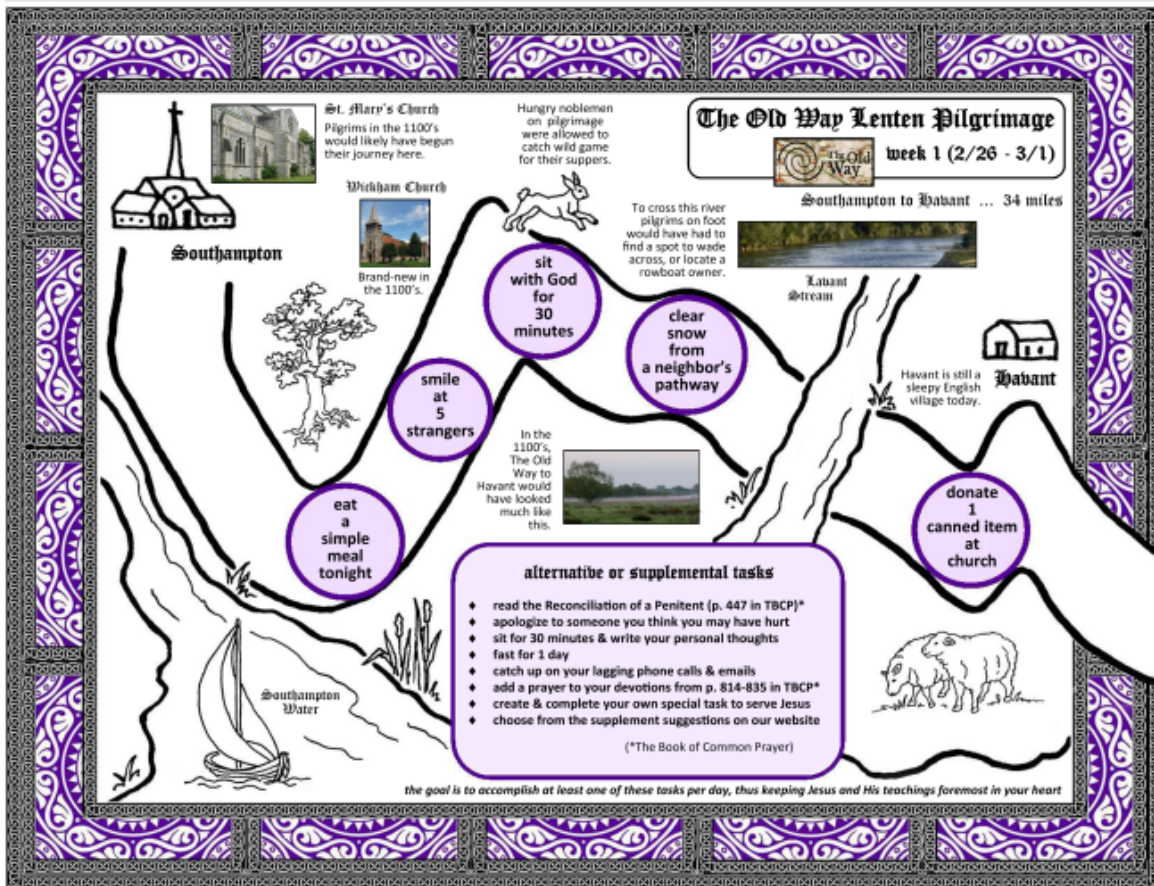 St. Mary's Church
Pilgrims in the 1100's
would likely have begun
their journey here.
Hungry noblemen
on pilgrimage
were allowed to
catch wild game
for their suppers.
The Old Way Lenten Pilgrimage
The Old
Way
week 1 (2/26 - 3/1)
Southampton to Havant ... 34 miles
Wickham Church
Brand-new in
the 1100's.
Southampton
To cross this river
pilgrims on foot
would have had to
find a spot to wade
across, or locate a
rowboat owner.
Lavant
Stream
sit
with God
for
30
minutes
clear
snow
from
a neighbor's
pathway
smile
at
5
strangers
Havant is still a
sleepy English
village today.
Havant
In the
1100's,
The Old
Way to
Havant would
have looked
much like
this.
eat
a
simple
meal
tonight
donate
1
canned item
at
church
alternative or supplemental tasks
♦ read the Reconciliation of a Penitent (p. 447 in TBCP)*
♦ apologize to someone you think you may have hurt
♦ sit for 30 minutes & write your personal thoughts
♦ fast for 1 day
♦ catch up on your lagging phone calls & emails
♦ add a prayer to your devotions from p. 814-835 in TBCP*
♦ create & complete your own special task to serve Jesus
♦ choose from the supplement suggestions on our website
(*The Book of Common Prayer)
Southampton
Water
the goal is to accomplish at least one of these tasks per day, thus keeping Jesus and His teachings foremost in your heart